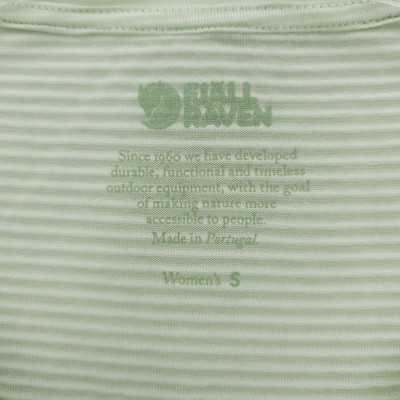 FJÄLL
RÄVEN
Since 1960 we have developed
durable, functional and timeless
outdoor equipment, with the goal
of making nature more
accessible to people.
Made in Portugal.
Women's S